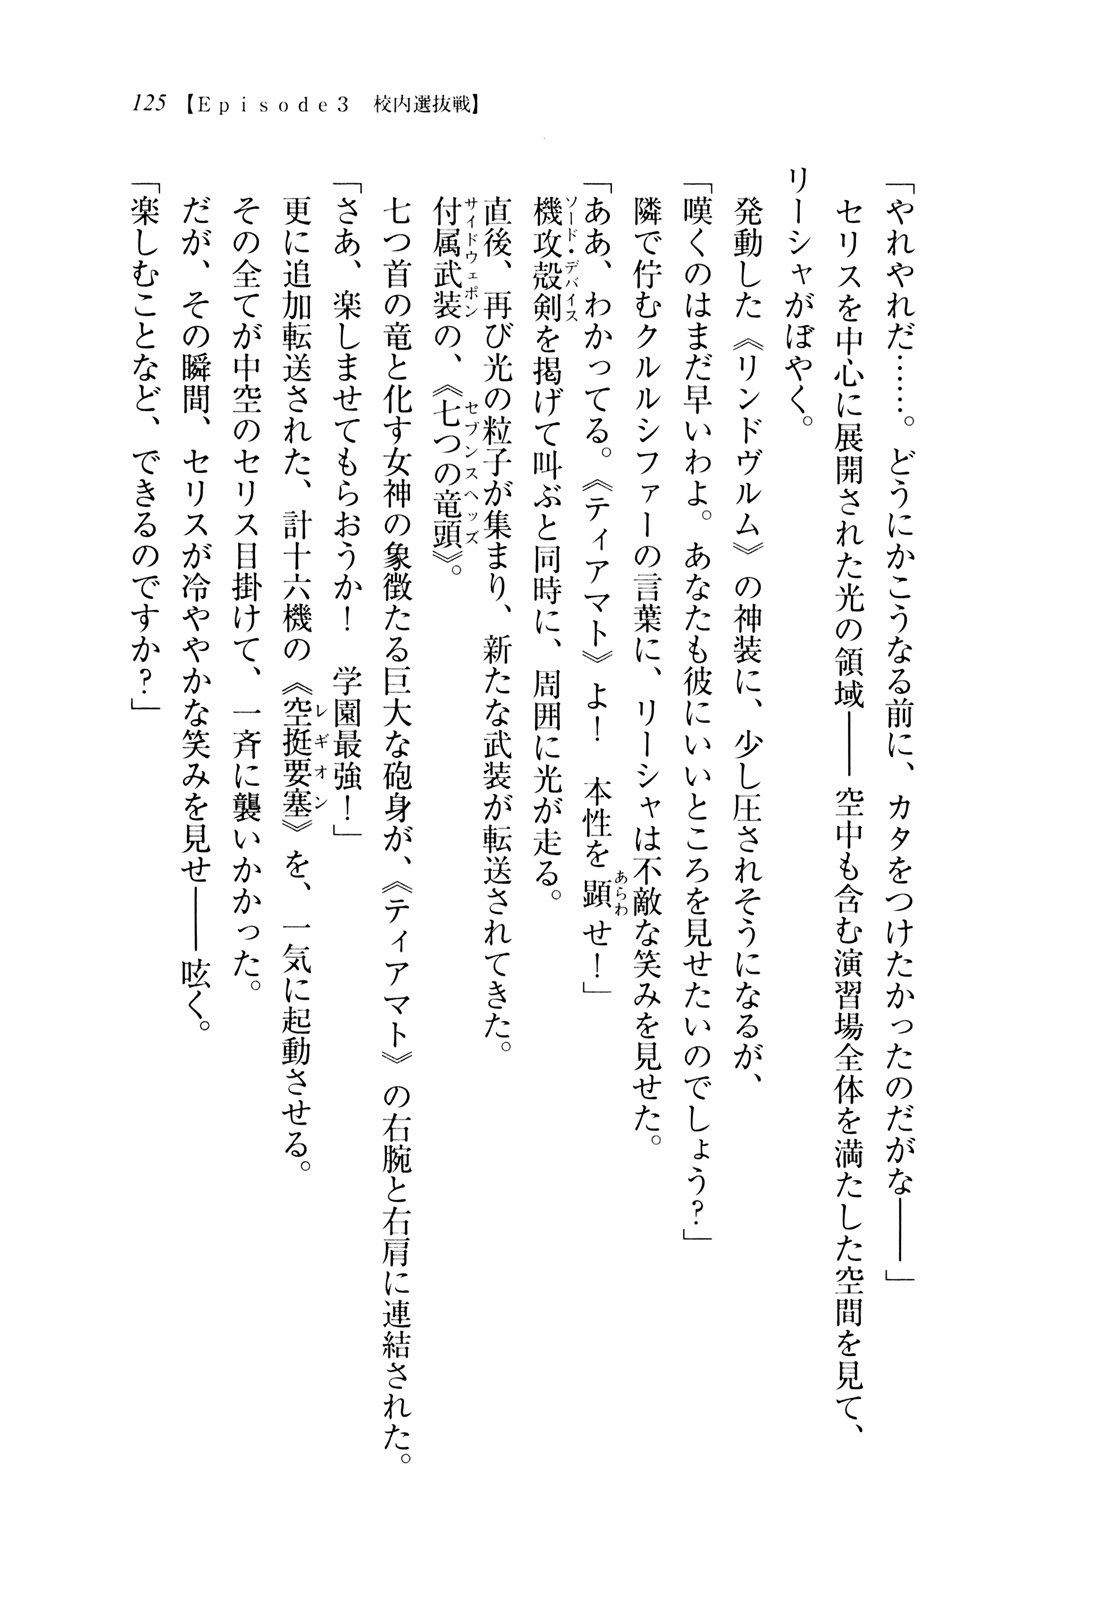 125 【Episode3　校内選抜戦】
「やれやれだ……。どうにかこうなる前に、カタをつけたかったのだがな――」
セリスを中心に展開された光の領域――空中も含む演習場全体を満たした空間を見て、
リーシャがぼやく。
発動した《リンドヴルム》の神装に、少し圧されそうになるが、
「嘆くのはまだ早いわよ。あなたも彼にいいところを見せたいのでしょう?」
隣で佇むクルルシファーの言葉に、リーシャは不敵な笑みを見せた。
「ああ、わかってる。《ティアマト》よ!　本性を顕せ!」
機攻殻剣を掲げて叫ぶと同時に、周囲に光が走る。
直後、再び光の粒子が集まり、新たな武装が転送されてきた。
付属武装の、《七つの竜頭》。
七つ首の竜と化す女神の象徴たる巨大な砲身が、《ティアマト》の右腕と右肩に連結された。
「さあ、楽しませてもらおうか!　学園最強!」
更に追加転送された、計十六機の《空挺要塞》を、一気に起動させる。
その全てが中空のセリス目掛けて、一斉に襲いかかった。
だが、その瞬間、セリスが冷ややかな笑みを見せ――呟く。
「楽しむことなど、できるのですか?」
あらわ
ソード・デバイス
サイドウェポン
セブンスヘッズ
レギオン